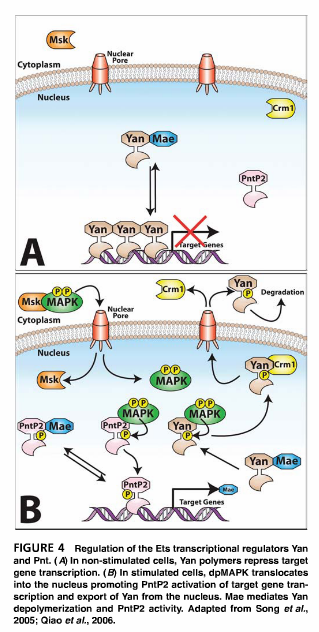 Msk
Nuclear
Pore
Cytoplasm
Nucleus
Crm1
Yan
Mae
PntP2
Yan
Yan
Yan
Target Genes
A
Crm1
Yan
P
Degradation
P
P
Msk
MAPK
Nuclear
Pore
Cytoplasm
Nucleus
Msk
P
P
MAPK
Yan
Crm1
P
P
P
MAPK
P
P
MAPK
PntP2
Mae
P
PntP2
P
Yan
P
Yan
Mae
PntP2
P
Mae
Target Genes
B
FIGURE 4 Regulation of the Ets transcriptional regulators Yan
and Pnt. (A) In non-stimulated cells, Yan polymers repress target
gene transcription. (B) In stimulated cells, dpMAPK translocates
into the nucleus promoting PntP2 activation of target gene tran-
scription and export of Yan from the nucleus. Mae mediates Yan
depolymerization and PntP2 activity. Adapted from Song et al.,
2005; Qiao et al., 2006.